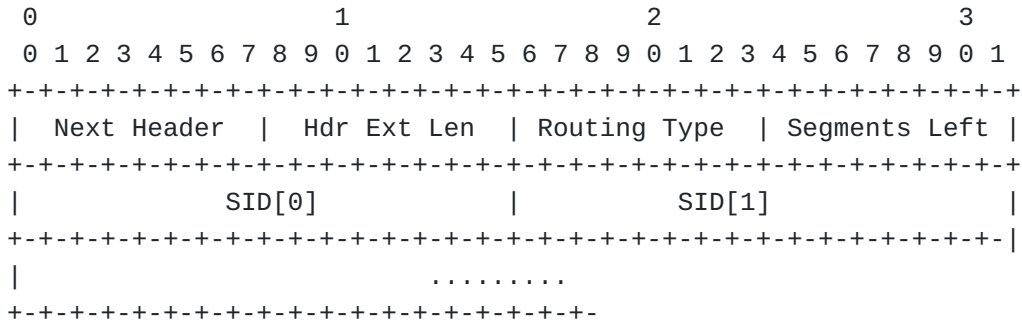 0                   1                   2                   3
 0 1 2 3 4 5 6 7 8 9 0 1 2 3 4 5 6 7 8 9 0 1 2 3 4 5 6 7 8 9 0 1
+-+-+-+-+-+-+-+-+-+-+-+-+-+-+-+-+-+-+-+-+-+-+-+-+-+-+-+-+-+-+-+-+
|  Next Header  |  Hdr Ext Len  | Routing Type  | Segments Left |
+-+-+-+-+-+-+-+-+-+-+-+-+-+-+-+-+-+-+-+-+-+-+-+-+-+-+-+-+-+-+-+-+
|             SID[0]            |          SID[1]               |
+-+-+-+-+-+-+-+-+-+-+-+-+-+-+-+-+-+-+-+-+-+-+-+-+-+-+-+-+-+-+-+-|
|                          .........
+-+-+-+-+-+-+-+-+-+-+-+-+-+-+-+-+-+-+-